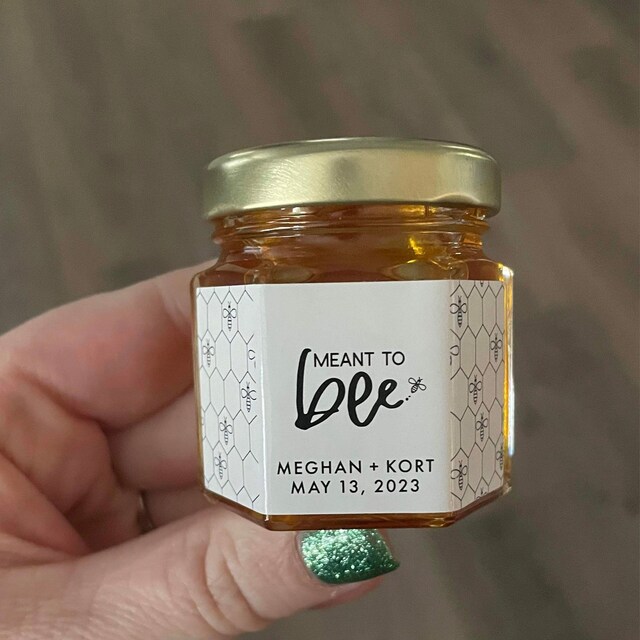 MEANT TO
bee
MEGHAN + KORT
MAY 13, 2023